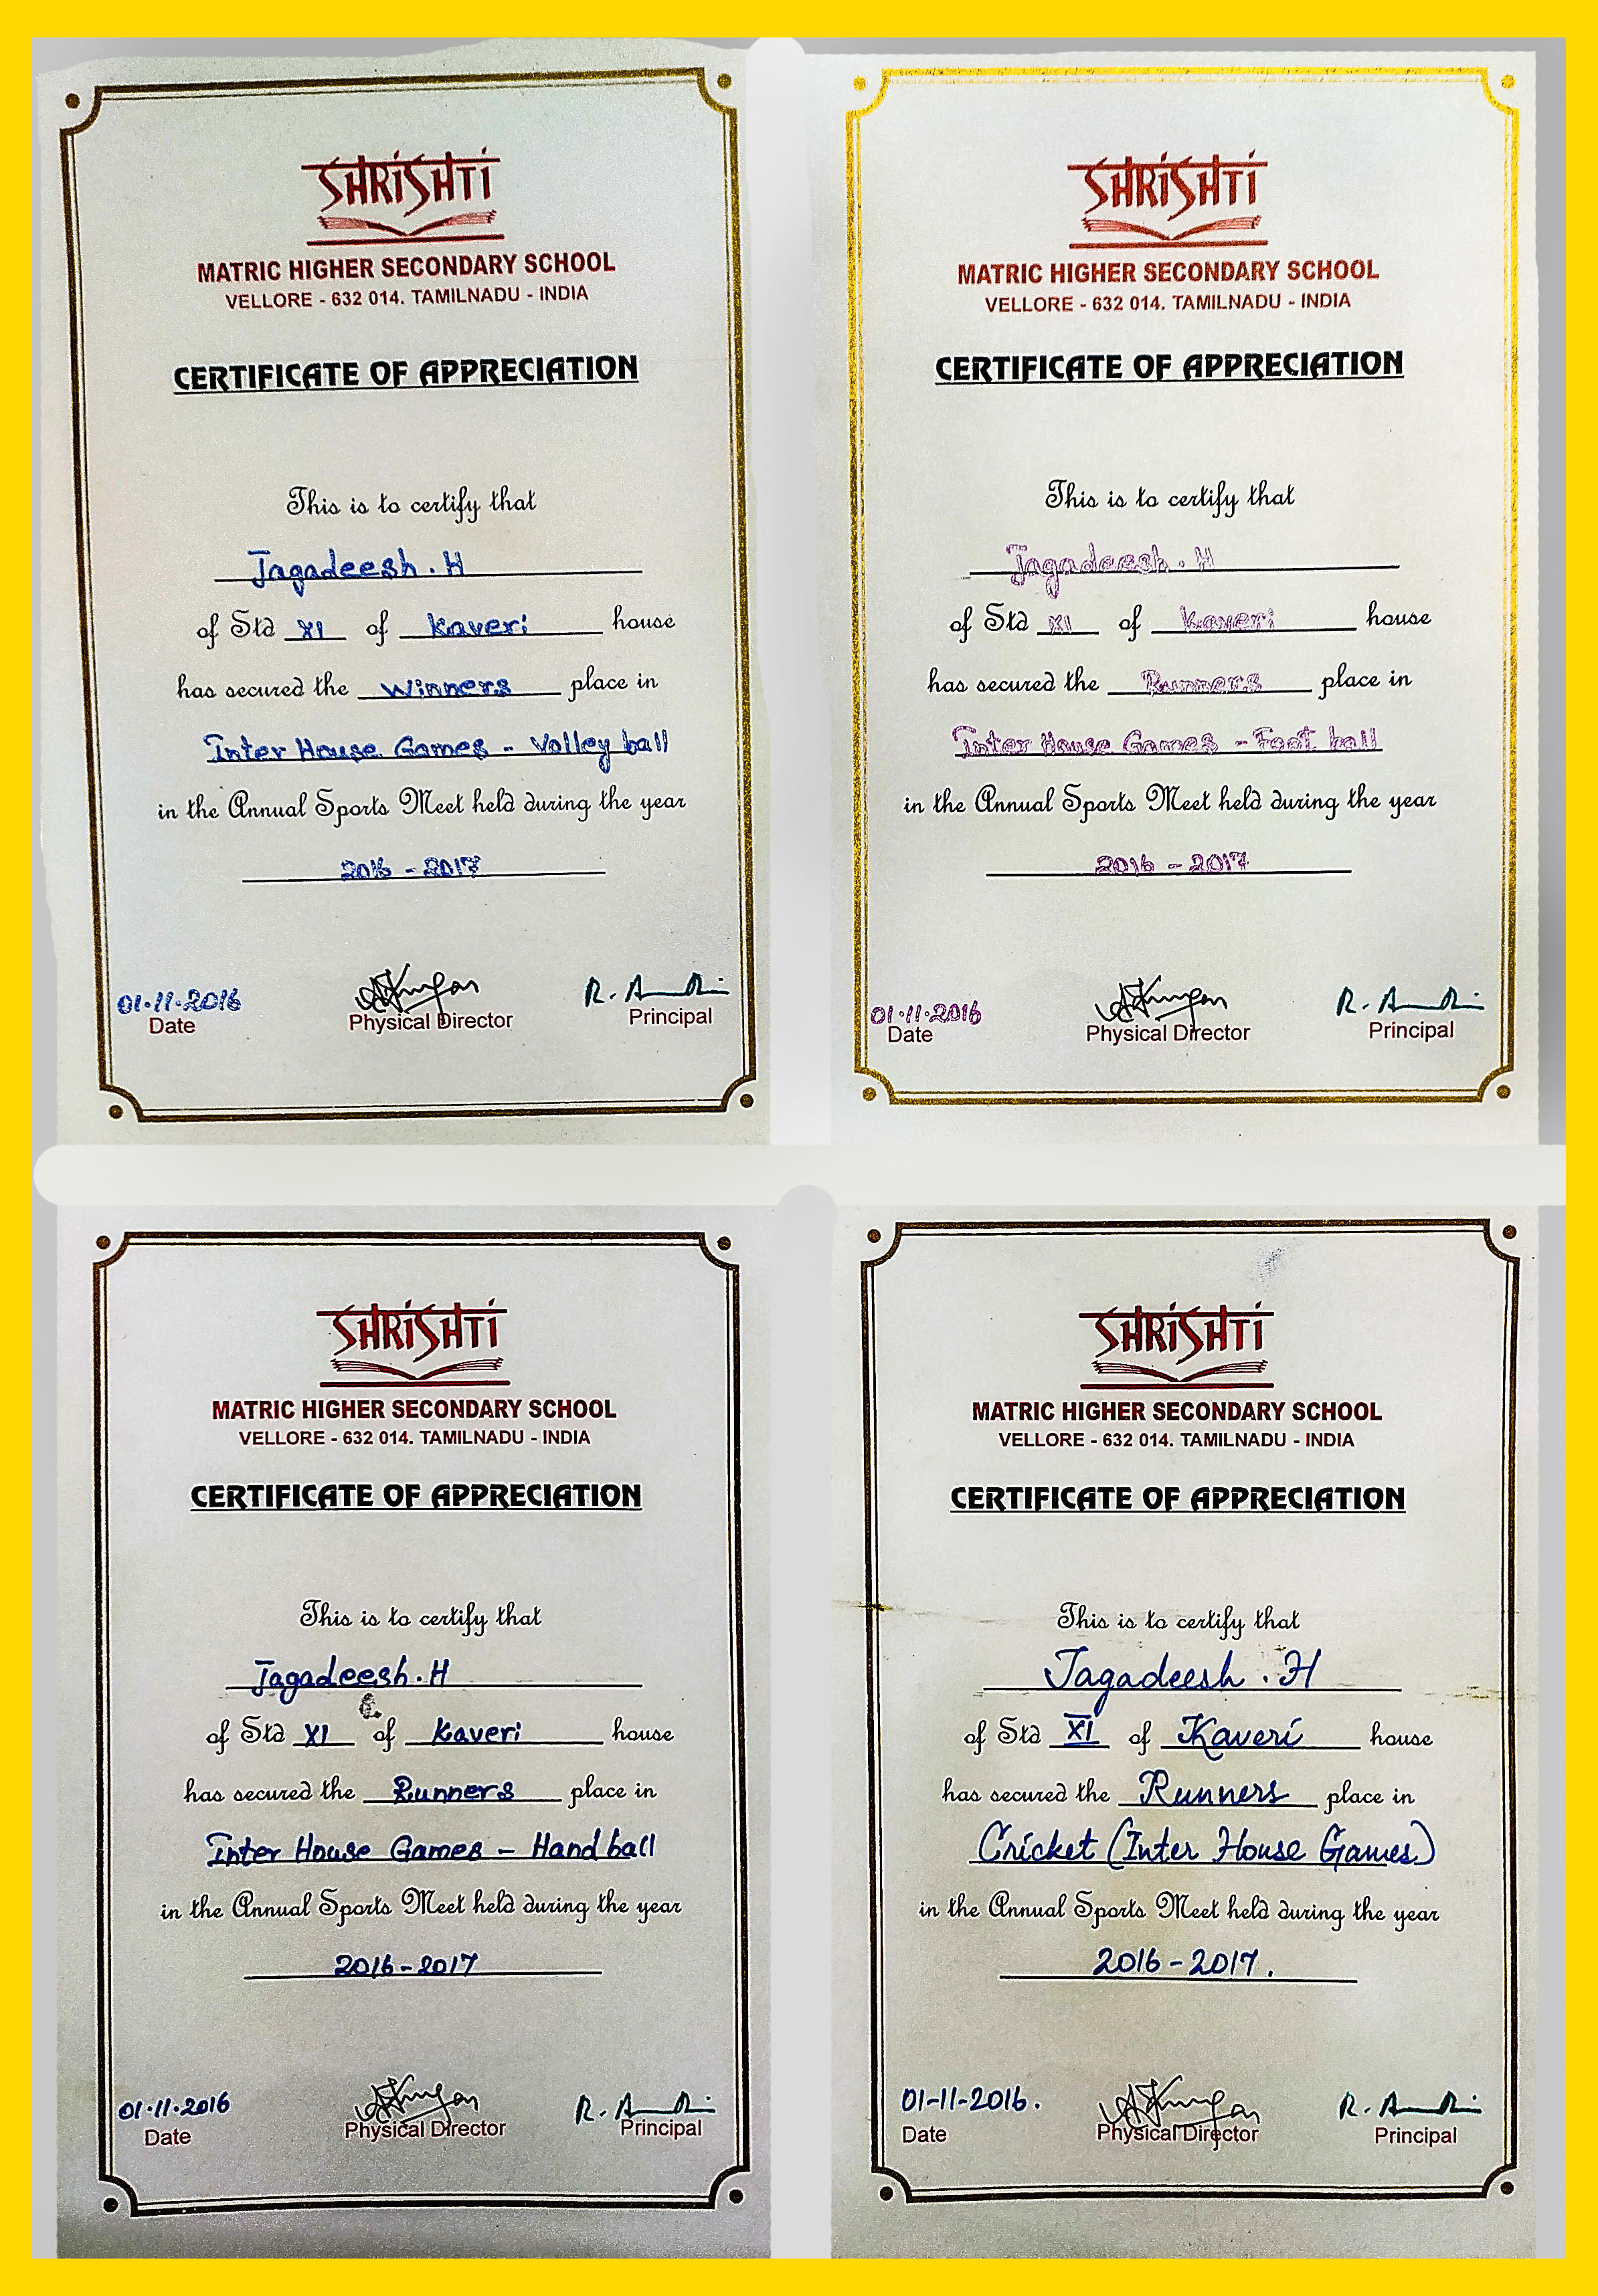 SHRISHTI
MATRIC HIGHER SECONDARY SCHOOL
VELLORE - 632 014. TAMILNADU - INDIA
CERTIFICATE OF APPRECIATION
This is to certify that
Jagadeesh. H
of Std XI of Kaveri house
has secured the Winners place in
Inter House Games - Volley ball
in the Annual Sports Meet held during the year
2016 - 2017
01.11.2016
Date Physical Director Principal
SHRISHTI
MATRIC HIGHER SECONDARY SCHOOL
VELLORE - 632 014. TAMILNADU - INDIA
CERTIFICATE OF APPRECIATION
This is to certify that
Jagadeesh. H
of Std XI of Kaveri house
has secured the Runners place in
Inter House Games - Foot ball
in the Annual Sports Meet held during the year
2016 - 2017
01.11.2016
Date Physical Director Principal
SHRISHTI
MATRIC HIGHER SECONDARY SCHOOL
VELLORE - 632 014. TAMILNADU - INDIA
CERTIFICATE OF APPRECIATION
This is to certify that
Jagadeesh. H
of Std XI of Kaveri house
has secured the Runners place in
Inter House Games - Hand ball
in the Annual Sports Meet held during the year
2016-2017
01.11.2016
Date Physical Director Principal
SHRISHTI
MATRIC HIGHER SECONDARY SCHOOL
VELLORE - 632 014. TAMILNADU - INDIA
CERTIFICATE OF APPRECIATION
This is to certify that
Jagadeesh. H
of Std XI of Kaveri house
has secured the Runners place in
Cricket (Inter House Games)
in the Annual Sports Meet held during the year
2016-2017.
01-11-2016.
Date Physical Director Principal